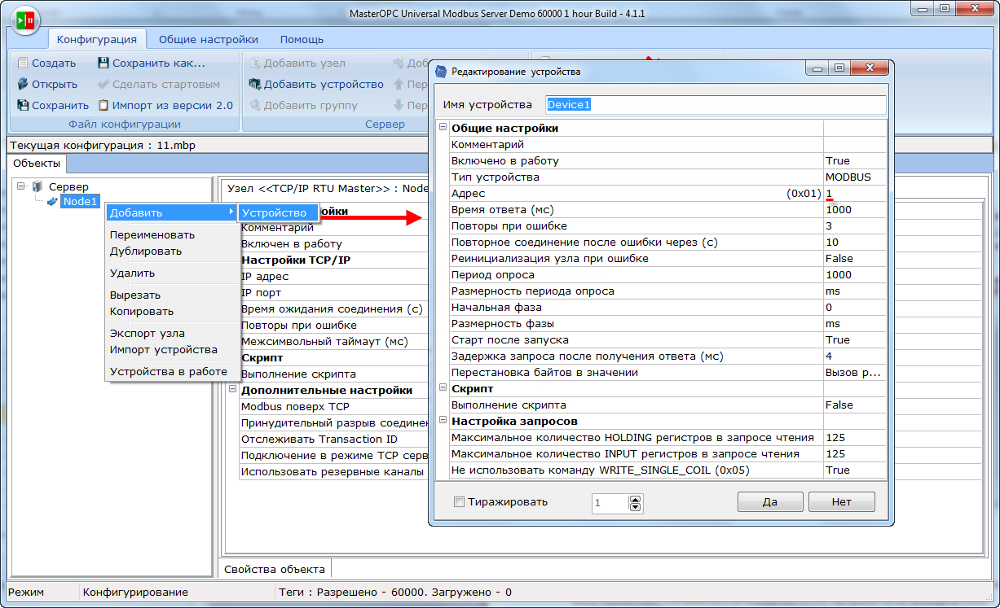 MasterOPC Universal Modbus Server Demo 60000 1 hour Build - 4.1.1
Конфигурация Общие настройки Помощь
Создать Сохранить как... Добавить узел
Открыть Сделать стартовым Добавить устройство
Сохранить Импорт из версии 2.0 Добавить группу
Файл конфигурации Сервер
Текущая конфигурация : 11.mbp
Объекты
Сервер
Node1
Добавить Устройство
Переименовать
Дублировать
Удалить
Вырезать
Копировать
Экспорт узла
Импорт устройства
Устройства в работе
Узел <<TCP/IP RTU Master>> : Node
Комментарий
Включен в работу
Настройки TCP/IP
IP адрес
IP порт
Время ожидания соединения (с)
Повторы при ошибке
Межсимвольный таймаут (мс)
Скрипт
Выполнение скрипта
Дополнительные настройки
Modbus поверх TCP
Принудительный разрыв соединен
Отслеживать Transaction ID
Подключение в режиме TCP серв
Использовать резервные каналы
Свойства объекта
Редактирование устройства
Имя устройства Device1
Общие настройки
Комментарий
Включено в работу True
Тип устройства MODBUS
Адрес (0x01) 1
Время ответа (мс) 1000
Повторы при ошибке 3
Повторное соединение после ошибки через (с) 10
Реинициализация узла при ошибке False
Период опроса 1000
Размерность периода опроса ms
Начальная фаза 0
Размерность фазы ms
Старт после запуска True
Задержка запроса после получения ответа (мс) 4
Перестановка байтов в значении Вызов р...
Скрипт
Выполнение скрипта False
Настройка запросов
Максимальное количество HOLDING регистров в запросе чтения 125
Максимальное количество INPUT регистров в запросе чтения 125
Не использовать команду WRITE_SINGLE_COIL (0x05) True
Тиражировать 1 Да Нет
Режим Конфигурирование Теги : Разрешено - 60000. Загружено - 0